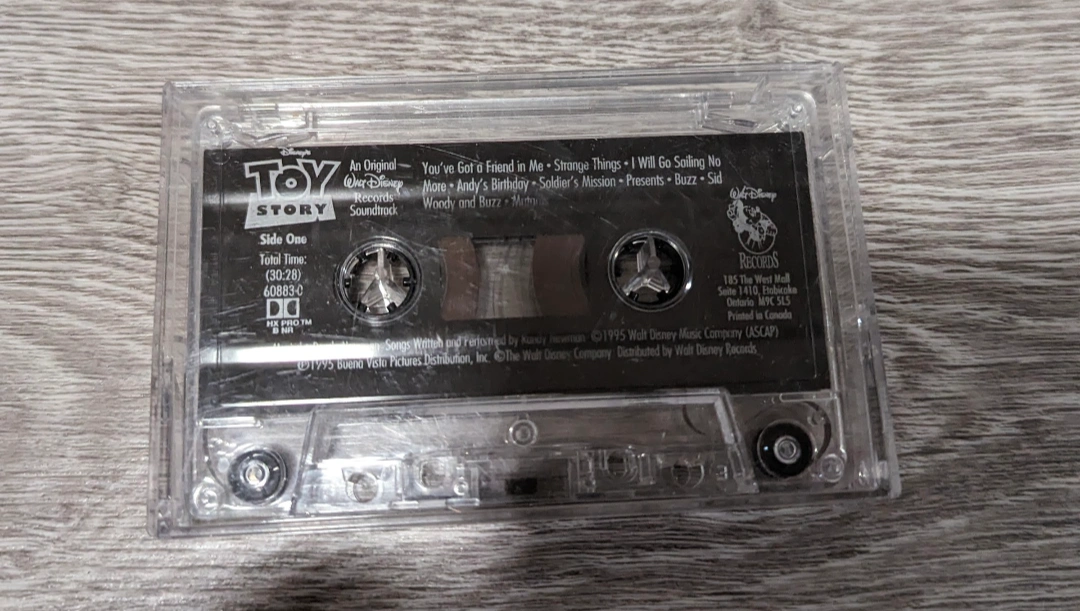 Disney's
TOY
STORY
An Original
Walt Disney
Records
Soundtrack
You've Got a Friend in Me • Strange Things • I Will Go Sailing No
More • Andy's Birthday • Soldier's Mission • Presents • Buzz • Sid
Woody and Buzz • Mutants
Side One
Total Time:
(30:28)
60883-0
HX PRO™
B NR
Walt Disney
RECORDS
185 The West Mall
Suite 1410, Etobicoke
Ontario M9C 5L5
Printed in Canada
Songs Written and Performed by Randy Newman ©1995 Walt Disney Music Company (ASCAP)
℗1995 Buena Vista Pictures Distribution, Inc. ©The Walt Disney Company Distributed by Walt Disney Records